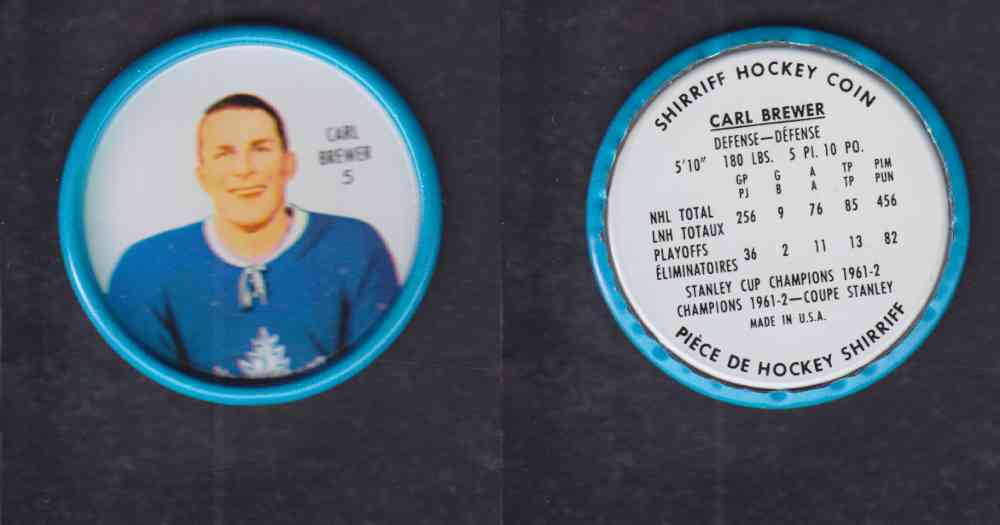 CARL
BREWER
5
SHIRRIFF HOCKEY COIN
CARL BREWER
DEFENSE—DÉFENSE
5'10" 180 LBS. 5 PI. 10 PO.
GP G A TP PIM
PJ B A TP PUN
NHL TOTAL 256 9 76 85 456
LNH TOTAUX
PLAYOFFS 36 2 11 13 82
ÉLIMINATOIRES
STANLEY CUP CHAMPIONS 1961-2
CHAMPIONS 1961-2—COUPE STANLEY
MADE IN U.S.A.
PIÈCE DE HOCKEY SHIRRIFF